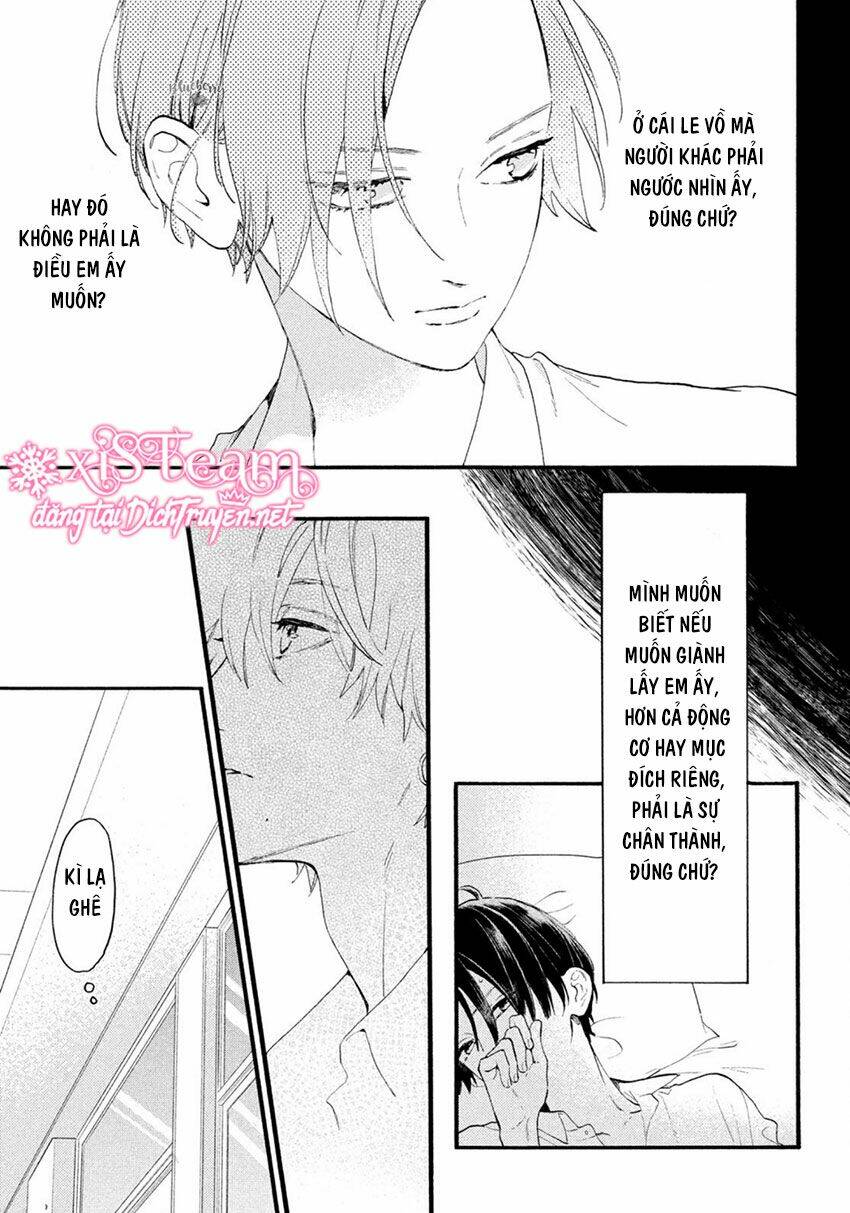 Blueberry
Ở CÁI LE VỒ MÀ
NGƯỜI KHÁC PHẢI
NGƯỚC NHÌN ẤY,
ĐÚNG CHỨ?
HAY ĐÓ
KHÔNG PHẢI LÀ
ĐIỀU EM ẤY
MUỐN?
xiSTeam
đăng tại DichTruyen.net
MÌNH MUỐN
BIẾT NẾU
MUỐN GIÀNH
LẤY EM ẤY,
HƠN CẢ ĐỘNG
CƠ HAY MỤC
ĐÍCH RIÊNG,
PHẢI LÀ SỰ
CHÂN THÀNH,
ĐÚNG CHỨ?
KÌ LẠ
GHÊ